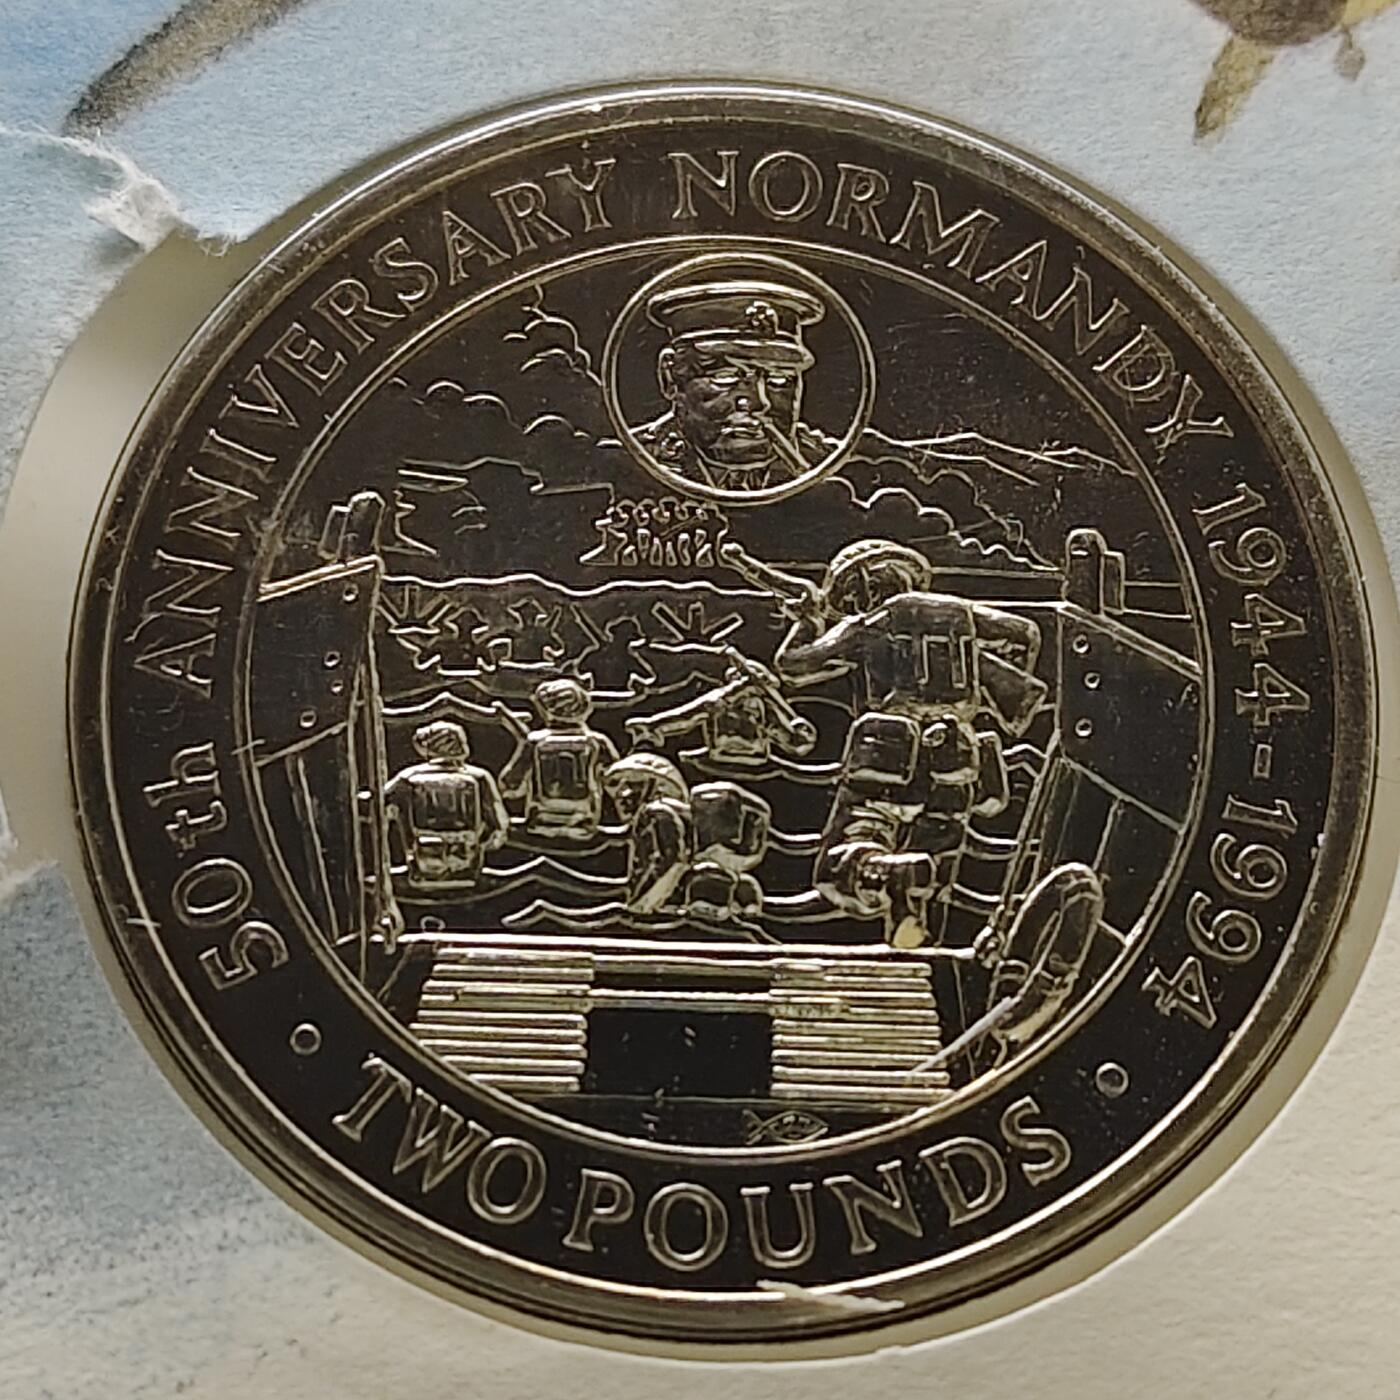 50th ANNIVERSARY NORMANDY 1944-1994
TWO POUNDS